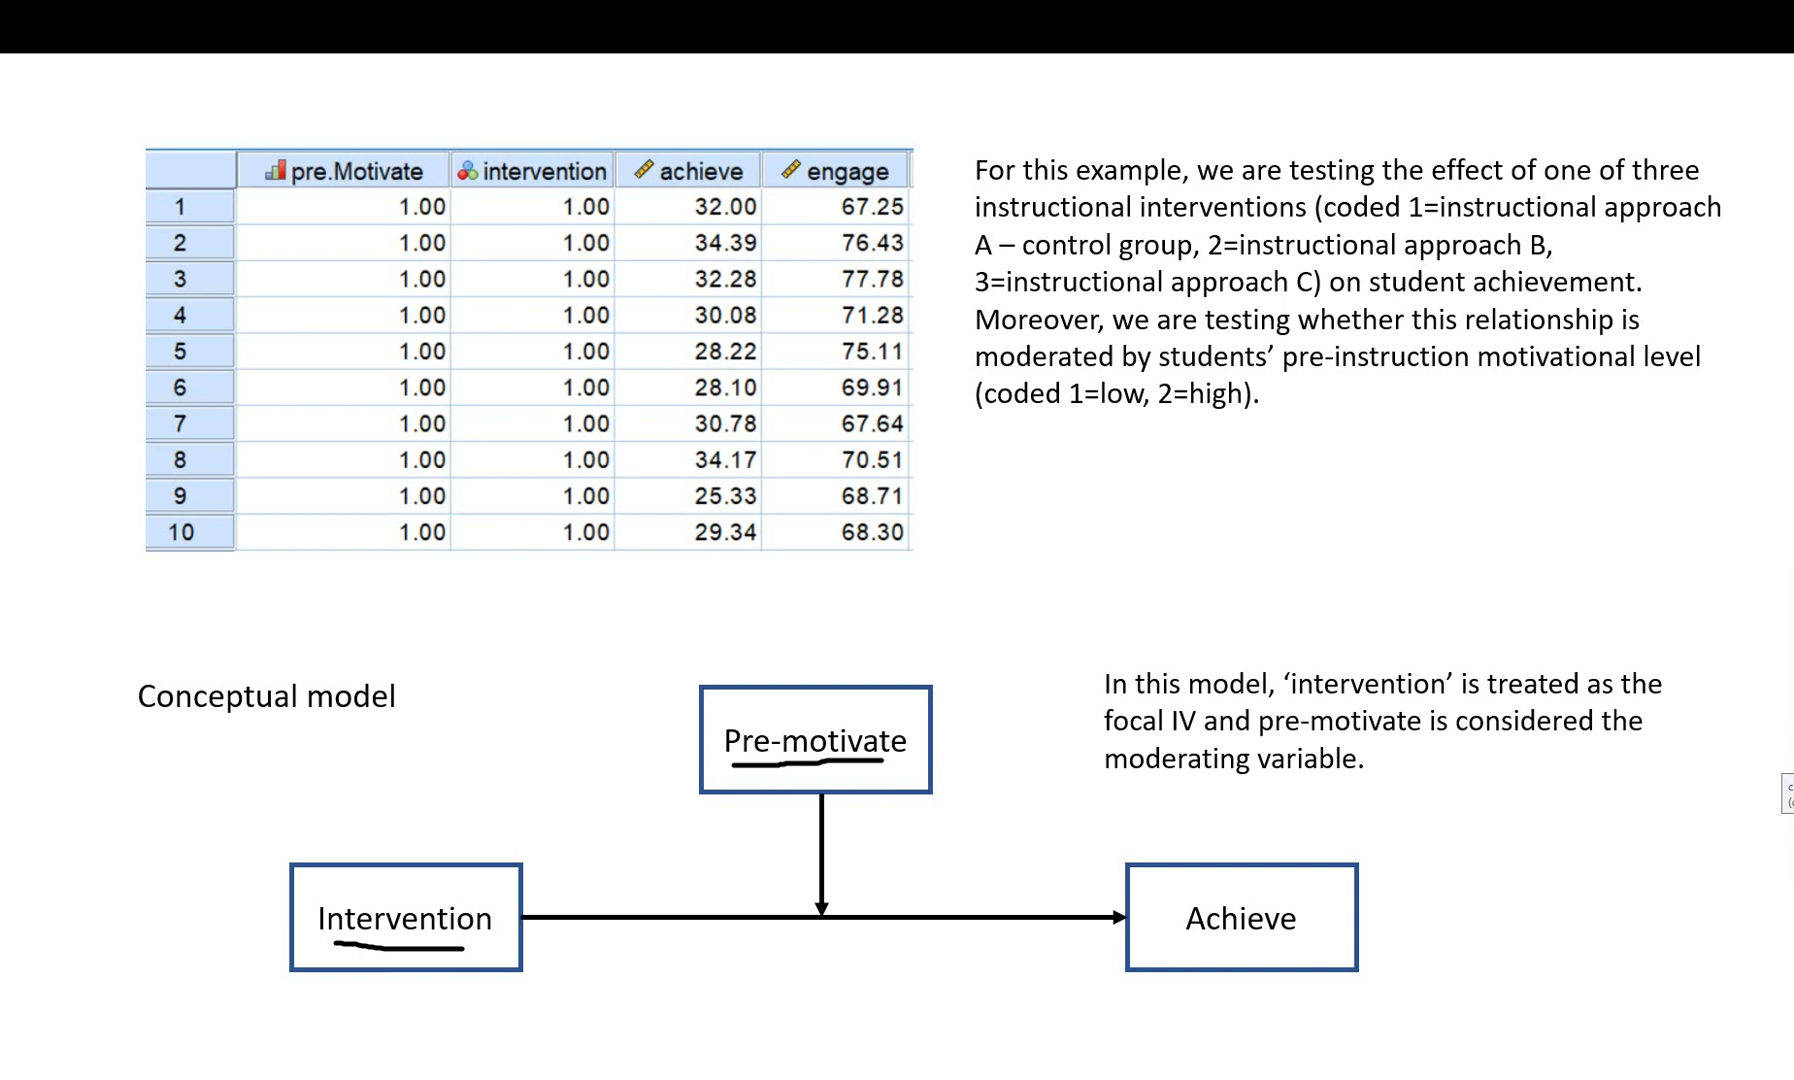 pre.Motivate intervention achieve engage
1 1.00 1.00 32.00 67.25
2 1.00 1.00 34.39 76.43
3 1.00 1.00 32.28 77.78
4 1.00 1.00 30.08 71.28
5 1.00 1.00 28.22 75.11
6 1.00 1.00 28.10 69.91
7 1.00 1.00 30.78 67.64
8 1.00 1.00 34.17 70.51
9 1.00 1.00 25.33 68.71
10 1.00 1.00 29.34 68.30
For this example, we are testing the effect of one of three
instructional interventions (coded 1=instructional approach
A – control group, 2=instructional approach B,
3=instructional approach C) on student achievement.
Moreover, we are testing whether this relationship is
moderated by students’ pre-instruction motivational level
(coded 1=low, 2=high).
Conceptual model
Pre-motivate
In this model, ‘intervention’ is treated as the
focal IV and pre-motivate is considered the
moderating variable.
Intervention
Achieve